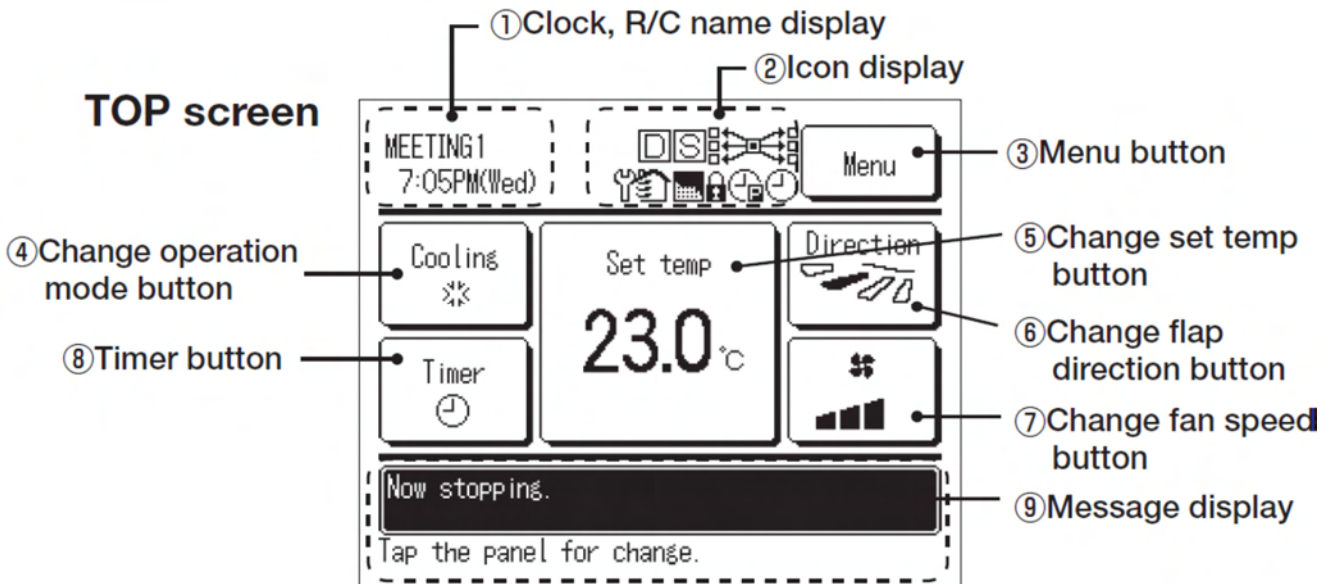 ①Clock, R/C name display
②Icon display
TOP screen
MEETING1
7:05PM(Wed)
D S
Menu
③Menu button
P
④Change operation
mode button
Cooling
Set temp
Direction
⑤Change set temp
button
23.0℃
⑥Change flap
direction button
⑧Timer button
Timer
⑦Change fan speed
button
Now stopping.
⑨Message display
Tap the panel for change.